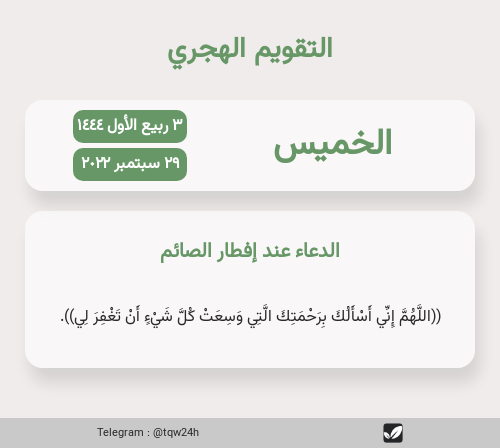 التقويم الهجري
الخميس
٣ ربيع الأول ١٤٤٤
٢٩ سبتمبر ٢٠٢٢
الدعاء عند إفطار الصائم
((اللَّهُمَّ إِنِّي أَسْأَلُكَ بِرَحْمَتِكَ الَّتِي وَسِعَتْ كُلَّ شَيْءٍ أَنْ تَغْفِرَ لِي)).
Telegram : @tqw24h